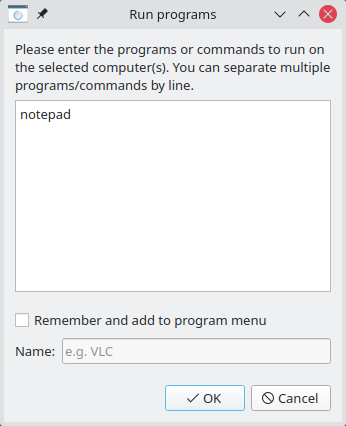 Run programs
Please enter the programs or commands to run on
the selected computer(s). You can separate multiple
programs/commands by line.
notepad
Remember and add to program menu
Name: e.g. VLC
OK Cancel